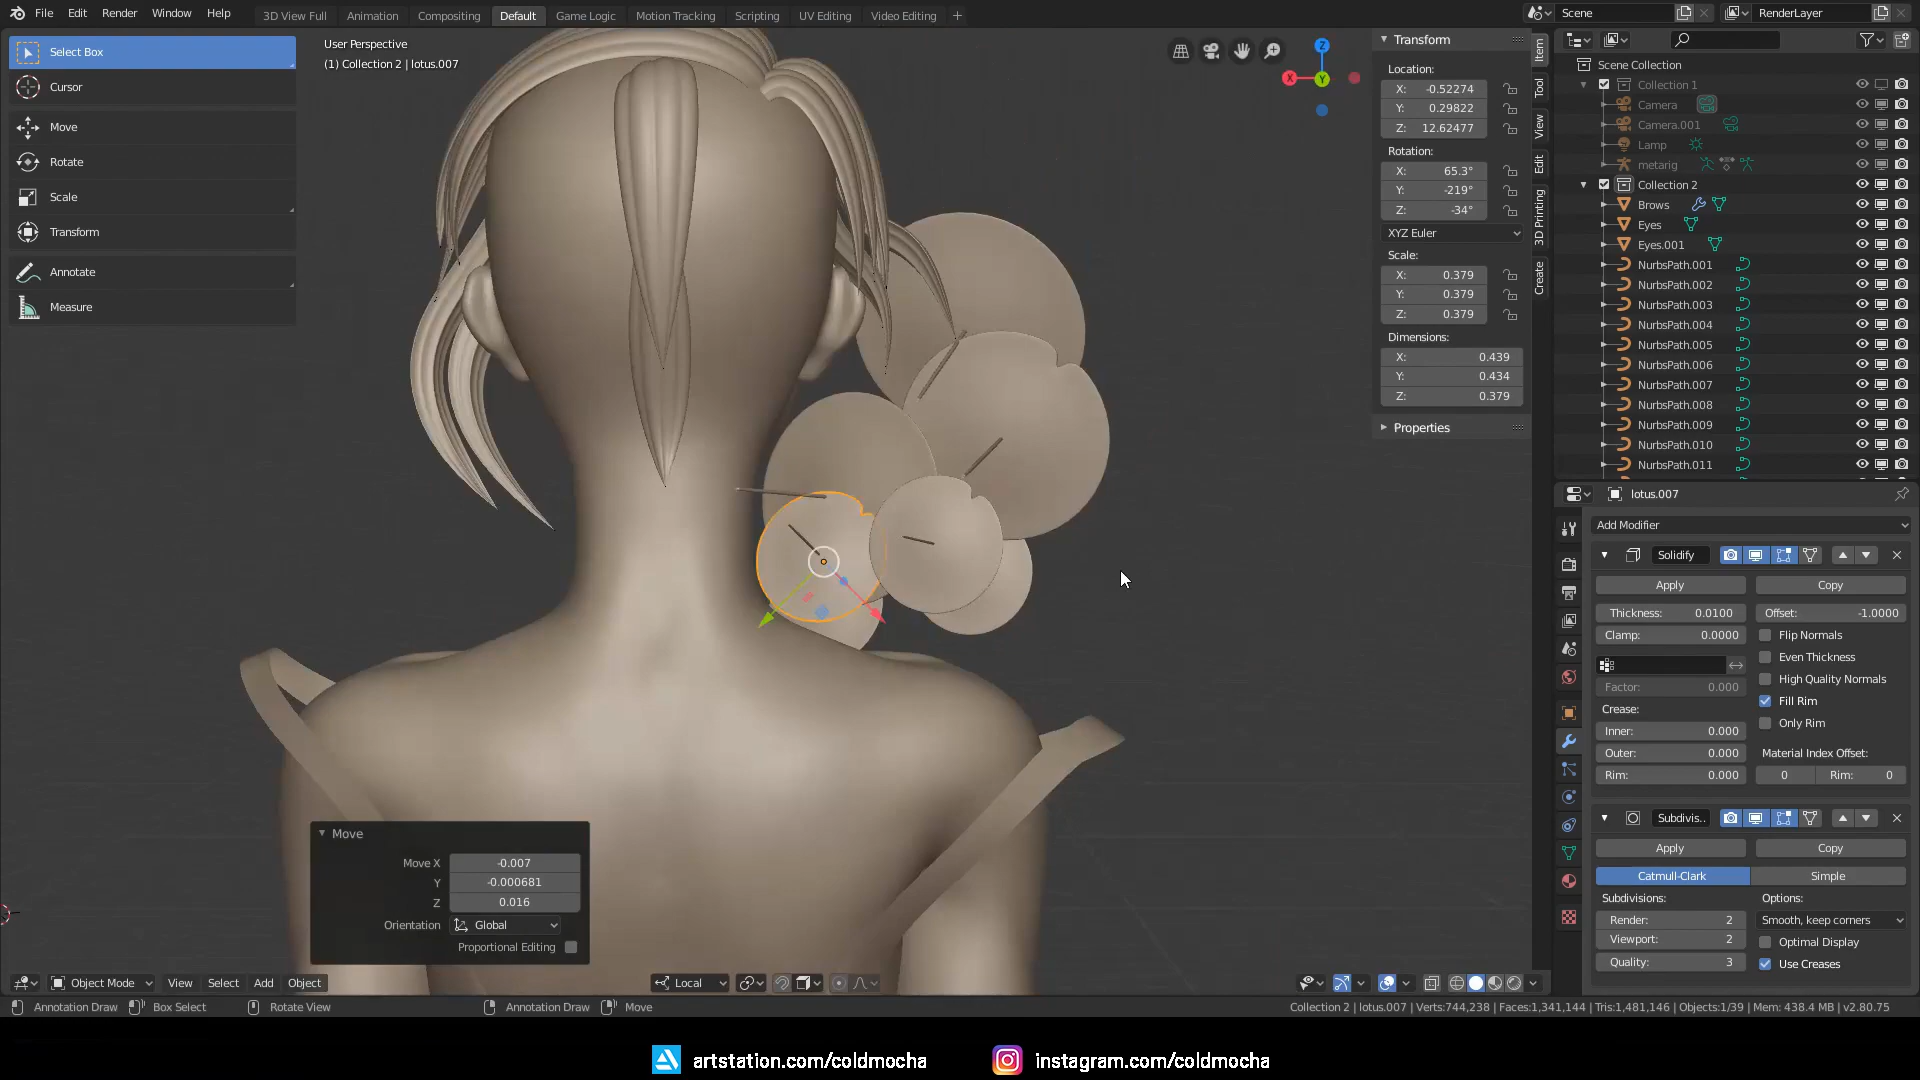 File Edit Render Window Help 3D View Full Animation Compositing Default Game Logic Motion Tracking Scripting UV Editing Video Editing + Scene RenderLayer
Select Box
Cursor
Move
Rotate
Scale
Transform
Annotate
Measure
User Perspective
(1) Collection 2 | lotus.007
Z
X
Y
Transform
Location:
X: -0.52274
Y: 0.29822
Z: 12.62477
Rotation:
X: 65.3°
Y: -219°
Z: -34°
XYZ Euler
Scale:
X: 0.379
Y: 0.379
Z: 0.379
Dimensions:
X: 0.439
Y: 0.434
Z: 0.379
Properties
Item
Tool
View
Edit
3D Printing
Create
Scene Collection
Collection 1
Camera
Camera.001
Lamp
metarig
Collection 2
Brows
Eyes
Eyes.001
NurbsPath.001
NurbsPath.002
NurbsPath.003
NurbsPath.004
NurbsPath.005
NurbsPath.006
NurbsPath.007
NurbsPath.008
NurbsPath.009
NurbsPath.010
NurbsPath.011
lotus.007
Add Modifier
Solidify
Apply Copy
Thickness: 0.0100 Offset: -1.0000
Clamp: 0.0000 Flip Normals
Even Thickness
Factor: 0.000 High Quality Normals
Crease: Fill Rim
Inner: 0.000 Only Rim
Outer: 0.000 Material Index Offset:
Rim: 0.000 0 Rim: 0
Subdivis..
Apply Copy
Catmull-Clark Simple
Subdivisions: Options:
Render: 2 Smooth, keep corners
Viewport: 2 Optimal Display
Quality: 3 Use Creases
Move
Move X -0.007
Y -0.000681
Z 0.016
Orientation Global
Proportional Editing
Object Mode View Select Add Object Local
Annotation Draw Box Select Rotate View Annotation Draw Move Collection 2 | lotus.007 | Verts:744,238 | Faces:1,341,144 | Tris:1,481,146 | Objects:1/39 | Mem: 438.4 MB | v2.80.75
artstation.com/coldmocha instagram.com/coldmocha